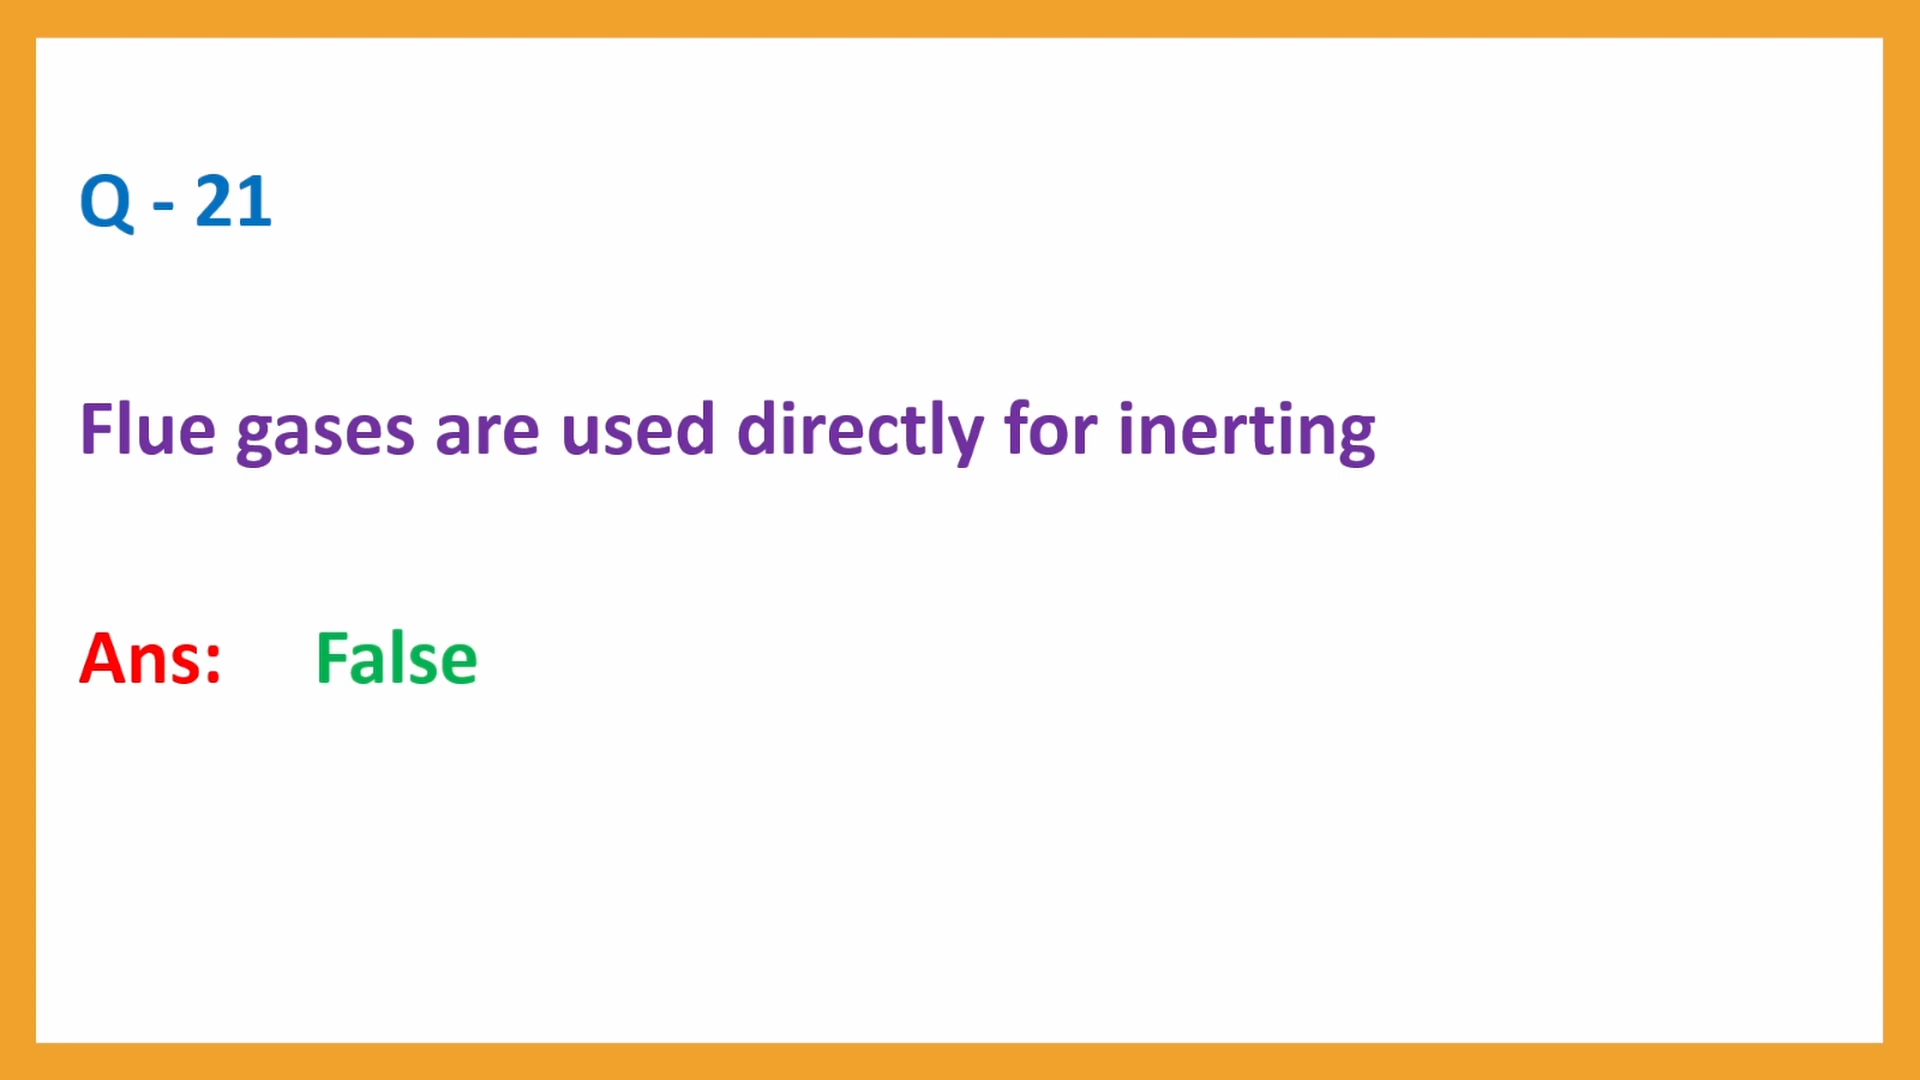 Q - 21
Flue gases are used directly for inerting
Ans: False